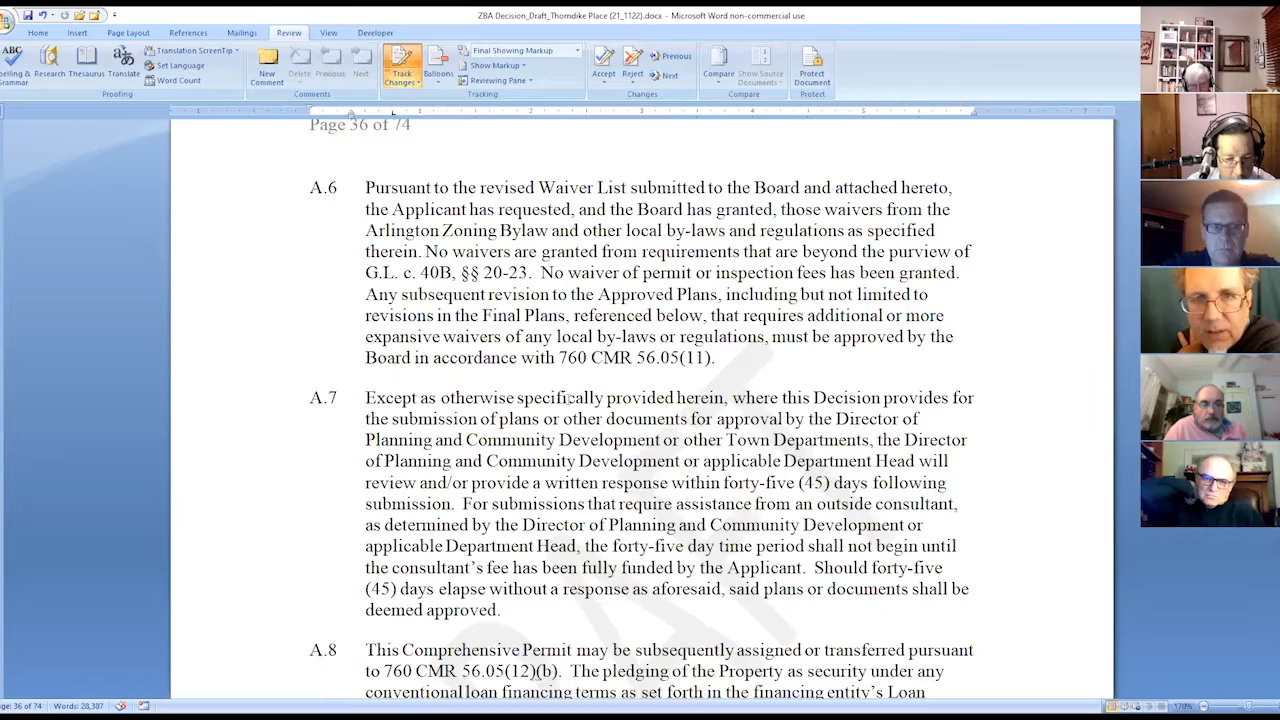 ZBA Decision_Draft_Thorndike Place (21_1122).docx - Microsoft Word non-commercial use
Home Insert Page Layout References Mailings Review View Developer
ABC Translation ScreenTip Final Showing Markup Previous
Set Language Show Markup
Research Thesaurus Translate Word Count New Comment Delete Previous Next Track Changes Balloons Reviewing Pane Accept Reject Next Compare Show Source Documents Protect Document
Proofing Comments Tracking Changes Compare Protect
Page 36 of 74
A.6 Pursuant to the revised Waiver List submitted to the Board and attached hereto,
the Applicant has requested, and the Board has granted, those waivers from the
Arlington Zoning Bylaw and other local by-laws and regulations as specified
therein. No waivers are granted from requirements that are beyond the purview of
G.L. c. 40B, §§ 20-23. No waiver of permit or inspection fees has been granted.
Any subsequent revision to the Approved Plans, including but not limited to
revisions in the Final Plans, referenced below, that requires additional or more
expansive waivers of any local by-laws or regulations, must be approved by the
Board in accordance with 760 CMR 56.05(11).
A.7 Except as otherwise specifically provided herein, where this Decision provides for
the submission of plans or other documents for approval by the Director of
Planning and Community Development or other Town Departments, the Director
of Planning and Community Development or applicable Department Head will
review and/or provide a written response within forty-five (45) days following
submission. For submissions that require assistance from an outside consultant,
as determined by the Director of Planning and Community Development or
applicable Department Head, the forty-five day time period shall not begin until
the consultant's fee has been fully funded by the Applicant. Should forty-five
(45) days elapse without a response as aforesaid, said plans or documents shall be
deemed approved.
A.8 This Comprehensive Permit may be subsequently assigned or transferred pursuant
to 760 CMR 56.05(12)(b). The pledging of the Property as security under any
conventional loan financing terms as set forth in the financing entity's Loan
Page: 36 of 74 Words: 28,387 170%